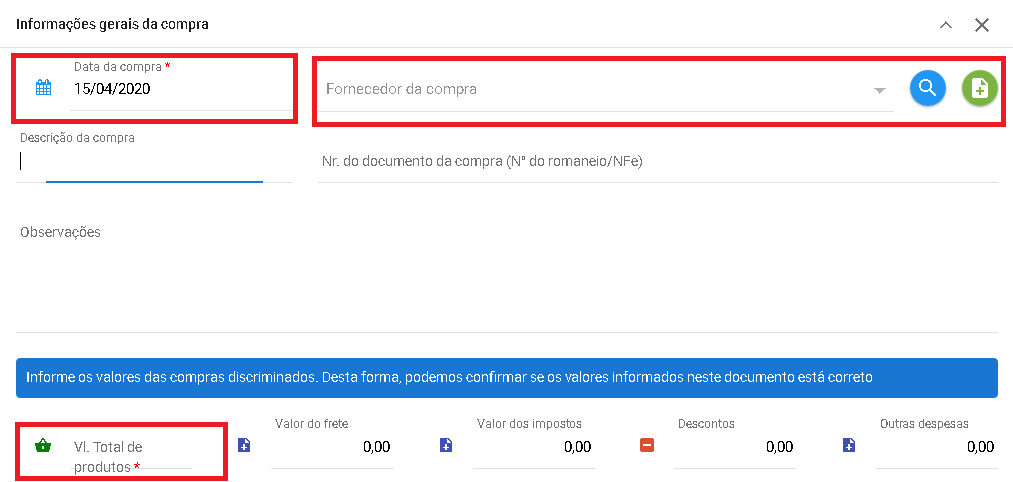 Informações gerais da compra
Data da compra *
15/04/2020
Fornecedor da compra
Descrição da compra
Nr. do documento da compra (N° do romaneio/NFe)
Observações
Informe os valores das compras discriminados. Desta forma, podemos confirmar se os valores informados neste documento está correto
Vl. Total de
produtos *
Valor do frete
0,00
Valor dos impostos
0,00
Descontos
0,00
Outras despesas
0,00